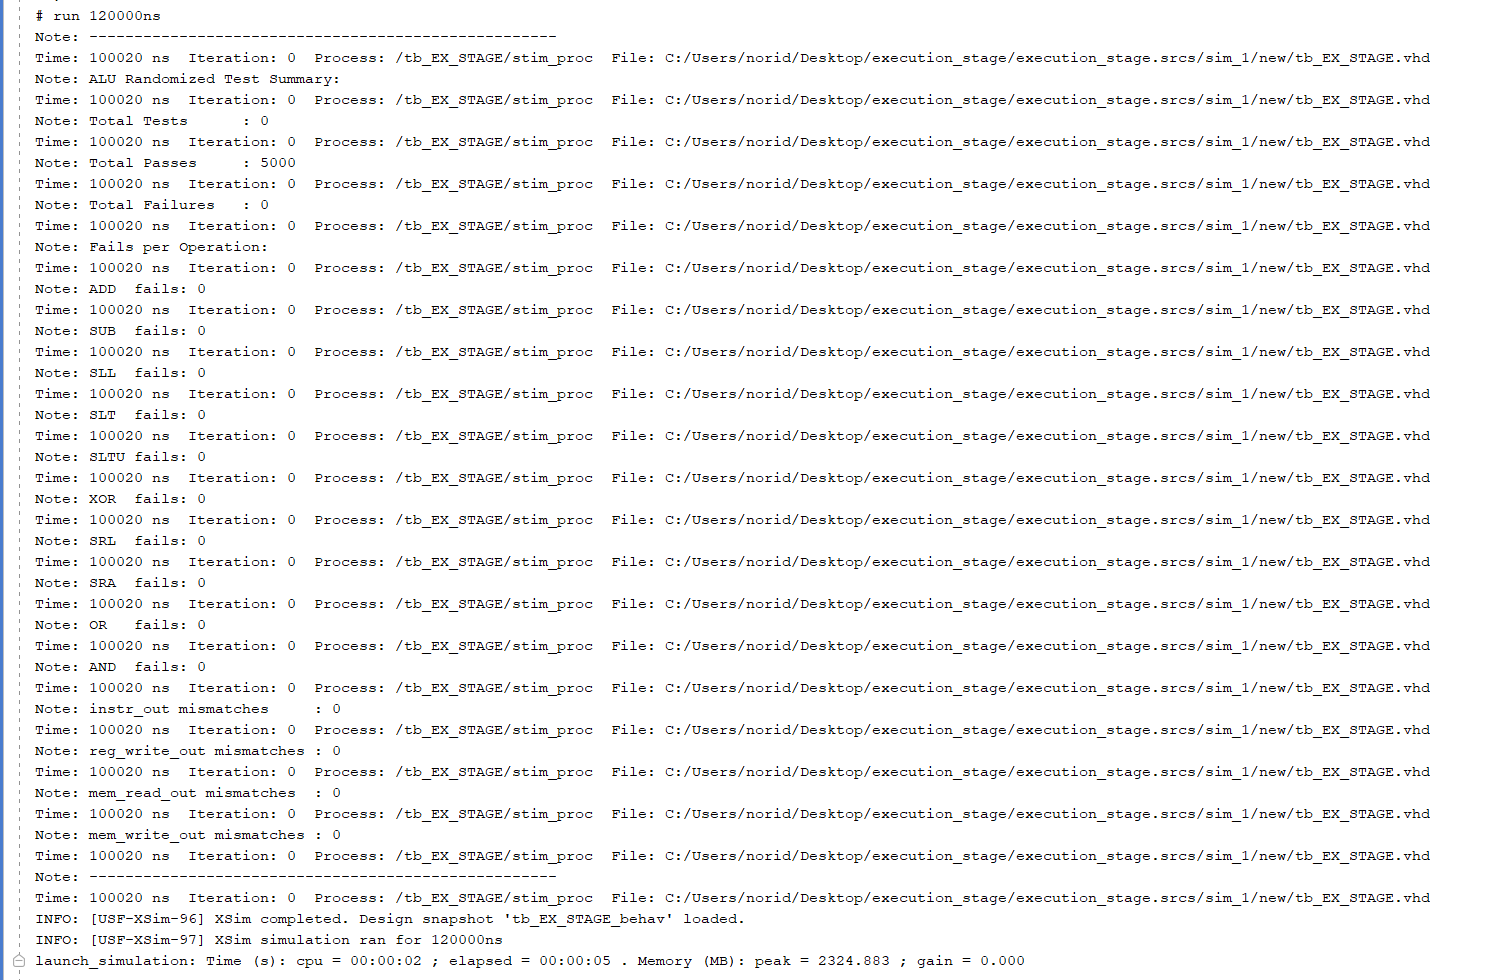 # run 120000ns
Note: ----------------------------------------------------
Time: 100020 ns  Iteration: 0  Process: /tb_EX_STAGE/stim_proc  File: C:/Users/norid/Desktop/execution_stage/execution_stage.srcs/sim_1/new/tb_EX_STAGE.vhd
Note: ALU Randomized Test Summary:
Time: 100020 ns  Iteration: 0  Process: /tb_EX_STAGE/stim_proc  File: C:/Users/norid/Desktop/execution_stage/execution_stage.srcs/sim_1/new/tb_EX_STAGE.vhd
Note: Total Tests      : 0
Time: 100020 ns  Iteration: 0  Process: /tb_EX_STAGE/stim_proc  File: C:/Users/norid/Desktop/execution_stage/execution_stage.srcs/sim_1/new/tb_EX_STAGE.vhd
Note: Total Passes     : 5000
Time: 100020 ns  Iteration: 0  Process: /tb_EX_STAGE/stim_proc  File: C:/Users/norid/Desktop/execution_stage/execution_stage.srcs/sim_1/new/tb_EX_STAGE.vhd
Note: Total Failures   : 0
Time: 100020 ns  Iteration: 0  Process: /tb_EX_STAGE/stim_proc  File: C:/Users/norid/Desktop/execution_stage/execution_stage.srcs/sim_1/new/tb_EX_STAGE.vhd
Note: Fails per Operation:
Time: 100020 ns  Iteration: 0  Process: /tb_EX_STAGE/stim_proc  File: C:/Users/norid/Desktop/execution_stage/execution_stage.srcs/sim_1/new/tb_EX_STAGE.vhd
Note: ADD  fails: 0
Time: 100020 ns  Iteration: 0  Process: /tb_EX_STAGE/stim_proc  File: C:/Users/norid/Desktop/execution_stage/execution_stage.srcs/sim_1/new/tb_EX_STAGE.vhd
Note: SUB  fails: 0
Time: 100020 ns  Iteration: 0  Process: /tb_EX_STAGE/stim_proc  File: C:/Users/norid/Desktop/execution_stage/execution_stage.srcs/sim_1/new/tb_EX_STAGE.vhd
Note: SLL  fails: 0
Time: 100020 ns  Iteration: 0  Process: /tb_EX_STAGE/stim_proc  File: C:/Users/norid/Desktop/execution_stage/execution_stage.srcs/sim_1/new/tb_EX_STAGE.vhd
Note: SLT  fails: 0
Time: 100020 ns  Iteration: 0  Process: /tb_EX_STAGE/stim_proc  File: C:/Users/norid/Desktop/execution_stage/execution_stage.srcs/sim_1/new/tb_EX_STAGE.vhd
Note: SLTU fails: 0
Time: 100020 ns  Iteration: 0  Process: /tb_EX_STAGE/stim_proc  File: C:/Users/norid/Desktop/execution_stage/execution_stage.srcs/sim_1/new/tb_EX_STAGE.vhd
Note: XOR  fails: 0
Time: 100020 ns  Iteration: 0  Process: /tb_EX_STAGE/stim_proc  File: C:/Users/norid/Desktop/execution_stage/execution_stage.srcs/sim_1/new/tb_EX_STAGE.vhd
Note: SRL  fails: 0
Time: 100020 ns  Iteration: 0  Process: /tb_EX_STAGE/stim_proc  File: C:/Users/norid/Desktop/execution_stage/execution_stage.srcs/sim_1/new/tb_EX_STAGE.vhd
Note: SRA  fails: 0
Time: 100020 ns  Iteration: 0  Process: /tb_EX_STAGE/stim_proc  File: C:/Users/norid/Desktop/execution_stage/execution_stage.srcs/sim_1/new/tb_EX_STAGE.vhd
Note: OR   fails: 0
Time: 100020 ns  Iteration: 0  Process: /tb_EX_STAGE/stim_proc  File: C:/Users/norid/Desktop/execution_stage/execution_stage.srcs/sim_1/new/tb_EX_STAGE.vhd
Note: AND  fails: 0
Time: 100020 ns  Iteration: 0  Process: /tb_EX_STAGE/stim_proc  File: C:/Users/norid/Desktop/execution_stage/execution_stage.srcs/sim_1/new/tb_EX_STAGE.vhd
Note: instr_out mismatches     : 0
Time: 100020 ns  Iteration: 0  Process: /tb_EX_STAGE/stim_proc  File: C:/Users/norid/Desktop/execution_stage/execution_stage.srcs/sim_1/new/tb_EX_STAGE.vhd
Note: reg_write_out mismatches : 0
Time: 100020 ns  Iteration: 0  Process: /tb_EX_STAGE/stim_proc  File: C:/Users/norid/Desktop/execution_stage/execution_stage.srcs/sim_1/new/tb_EX_STAGE.vhd
Note: mem_read_out mismatches  : 0
Time: 100020 ns  Iteration: 0  Process: /tb_EX_STAGE/stim_proc  File: C:/Users/norid/Desktop/execution_stage/execution_stage.srcs/sim_1/new/tb_EX_STAGE.vhd
Note: mem_write_out mismatches : 0
Time: 100020 ns  Iteration: 0  Process: /tb_EX_STAGE/stim_proc  File: C:/Users/norid/Desktop/execution_stage/execution_stage.srcs/sim_1/new/tb_EX_STAGE.vhd
Note: ----------------------------------------------------
Time: 100020 ns  Iteration: 0  Process: /tb_EX_STAGE/stim_proc  File: C:/Users/norid/Desktop/execution_stage/execution_stage.srcs/sim_1/new/tb_EX_STAGE.vhd
INFO: [USF-XSim-96] XSim completed. Design snapshot 'tb_EX_STAGE_behav' loaded.
INFO: [USF-XSim-97] XSim simulation ran for 120000ns
launch_simulation: Time (s): cpu = 00:00:02 ; elapsed = 00:00:05 . Memory (MB): peak = 2324.883 ; gain = 0.000